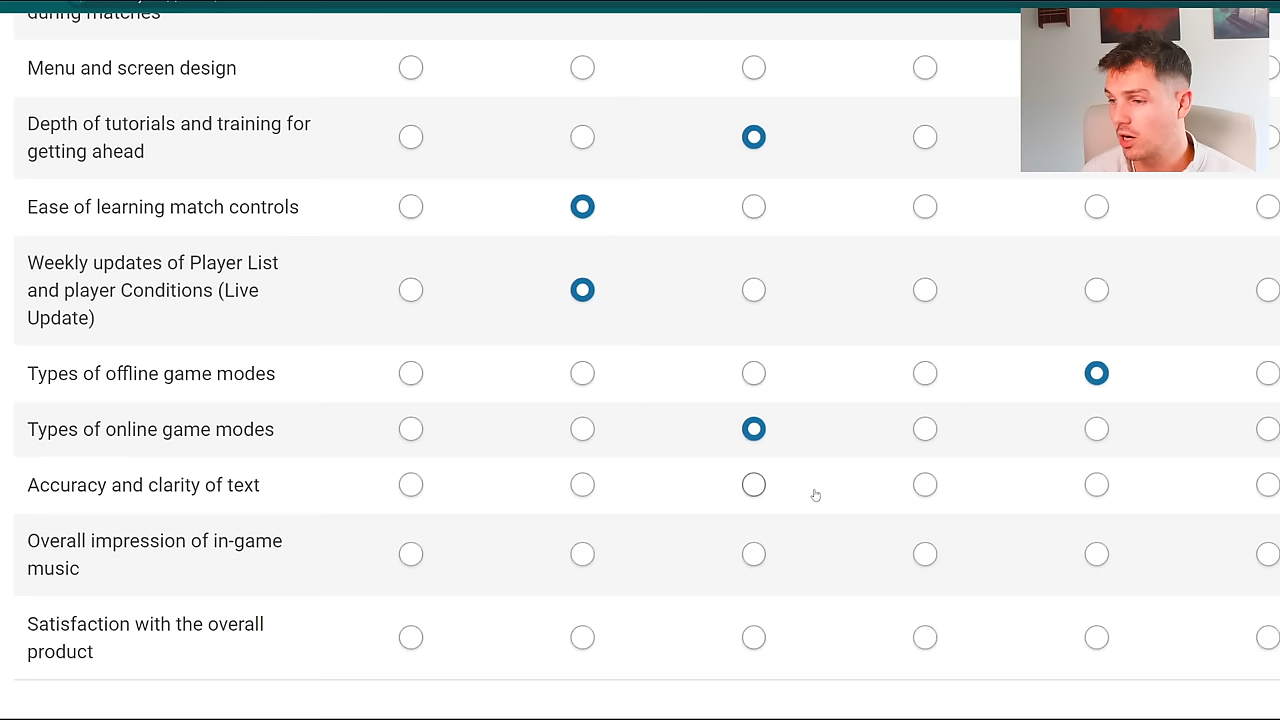 during matches
Menu and screen design
Depth of tutorials and training for
getting ahead
Ease of learning match controls
Weekly updates of Player List
and player Conditions (Live
Update)
Types of offline game modes
Types of online game modes
Accuracy and clarity of text
Overall impression of in-game
music
Satisfaction with the overall
product